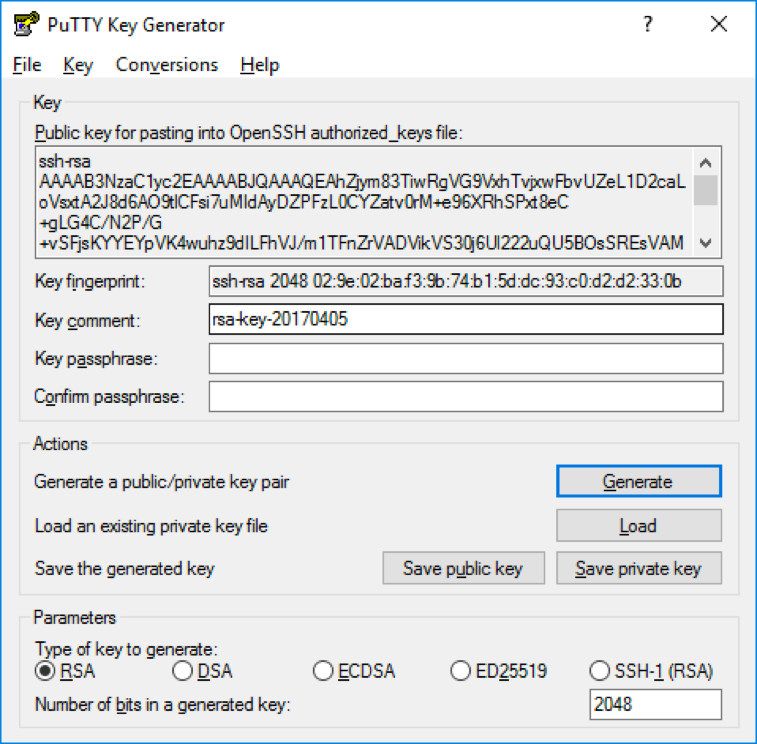 PuTTY Key Generator
?
File Key Conversions Help
Key
Public key for pasting into OpenSSH authorized_keys file:
ssh-rsa
AAAAB3NzaC1yc2EAAAABJQAAAQEAhZjym83TiwRgVG9VxhTvjxwFbvUZeL1D2caL
oVsxtA2J8d6AO9tlCFsi7uMIdAyDZPFzL0CYZatv0rM+e96XRhSPxt8eC
+gLG4C/N2P/G
+vSFjsKYYEYpVK4wuhz9dILFhVJ/m1TFnZrVADVikVS30j6Ul222uQU5BOsSREsVAM
Key fingerprint: ssh-rsa 2048 02:9e:02:ba:f3:9b:74:b1:5d:dc:93:c0:d2:d2:33:0b
Key comment: rsa-key-20170405
Key passphrase:
Confirm passphrase:
Actions
Generate a public/private key pair Generate
Load an existing private key file Load
Save the generated key Save public key Save private key
Parameters
Type of key to generate:
RSA DSA ECDSA ED25519 SSH-1 (RSA)
Number of bits in a generated key: 2048